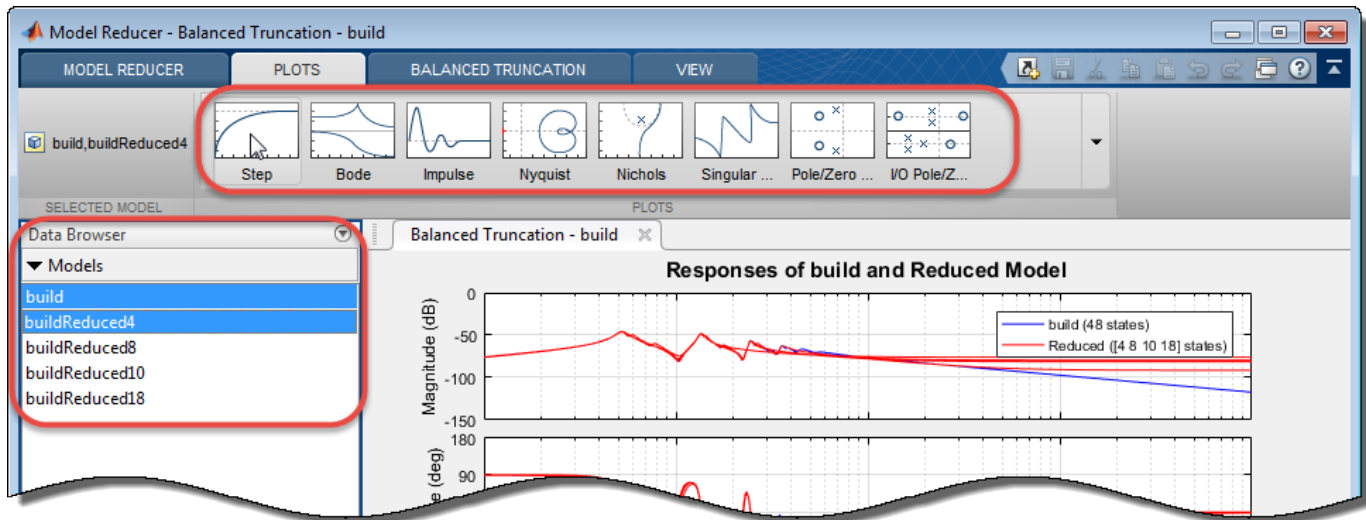 Model Reducer - Balanced Truncation - build
MODEL REDUCER PLOTS BALANCED TRUNCATION VIEW
build,buildReduced4
Step Bode Impulse Nyquist Nichols Singular ... Pole/Zero ... I/O Pole/Z...
SELECTED MODEL PLOTS
Data Browser
Models
build
buildReduced4
buildReduced8
buildReduced10
buildReduced18
Balanced Truncation - build
Responses of build and Reduced Model
Magnitude (dB)
0
-50
-100
-150
build (48 states)
Reduced ([4 8 10 18] states)
180
90
(deg)